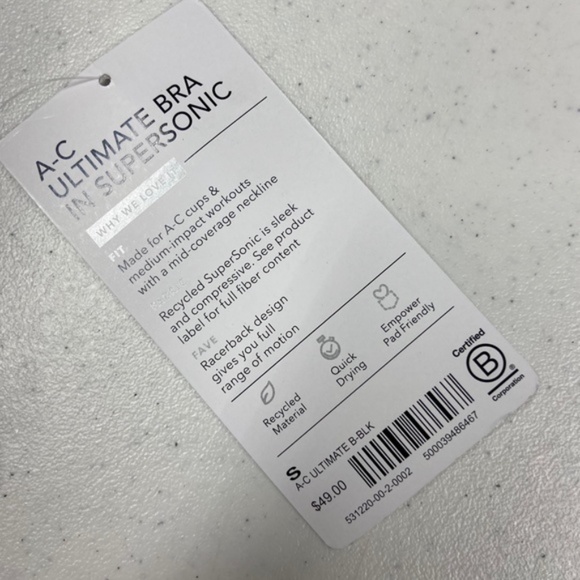 A-C
ULTIMATE BRA
IN SUPERSONIC
WHY WE LOVE IT
FIT
Made for A-C cups &
medium-impact workouts
with a mid-coverage neckline
Recycled SuperSonic is sleek
and compressive. See product
label for full fiber content
FAVE
Racerback design
gives you full
range of motion
Recycled
Material
Quick
Drying
Empower
Pad Friendly
Certified
B
®
Corporation
S
A-C ULTIMATE B-BLK
$49.00
531220-00-2-0002
500039486467